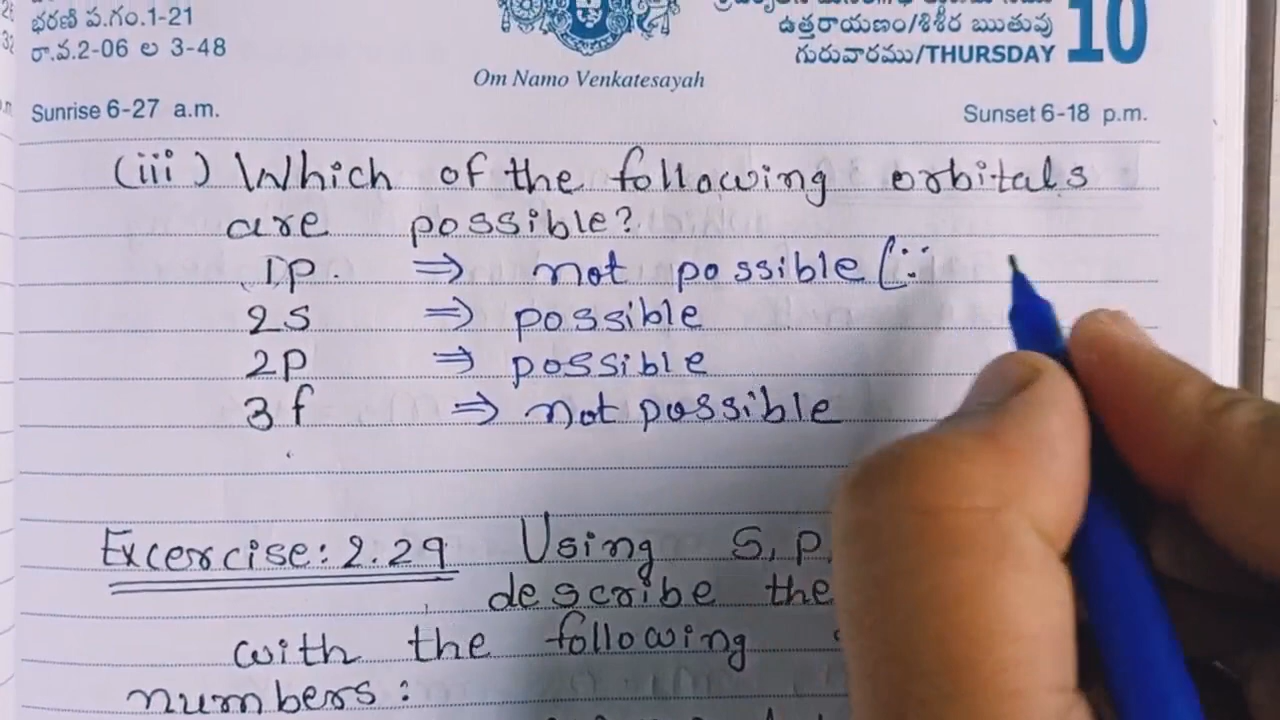 భరణి ప.గం.1-21
రా.వ.2-06 ల 3-48
ఉత్తరాయణం/శిశిర ఋతువు
గురువారము/THURSDAY
10
Om Namo Venkatesayah
Sunrise 6-27 a.m.
Sunset 6-18 p.m.
(iii) Which of the following orbitals
are possible?
1p ⇒ not possible (∵
2s ⇒ possible
2p ⇒ possible
3f ⇒ not possible
Excercise: 2.29 Using s, p,
describe the
with the following
numbers: